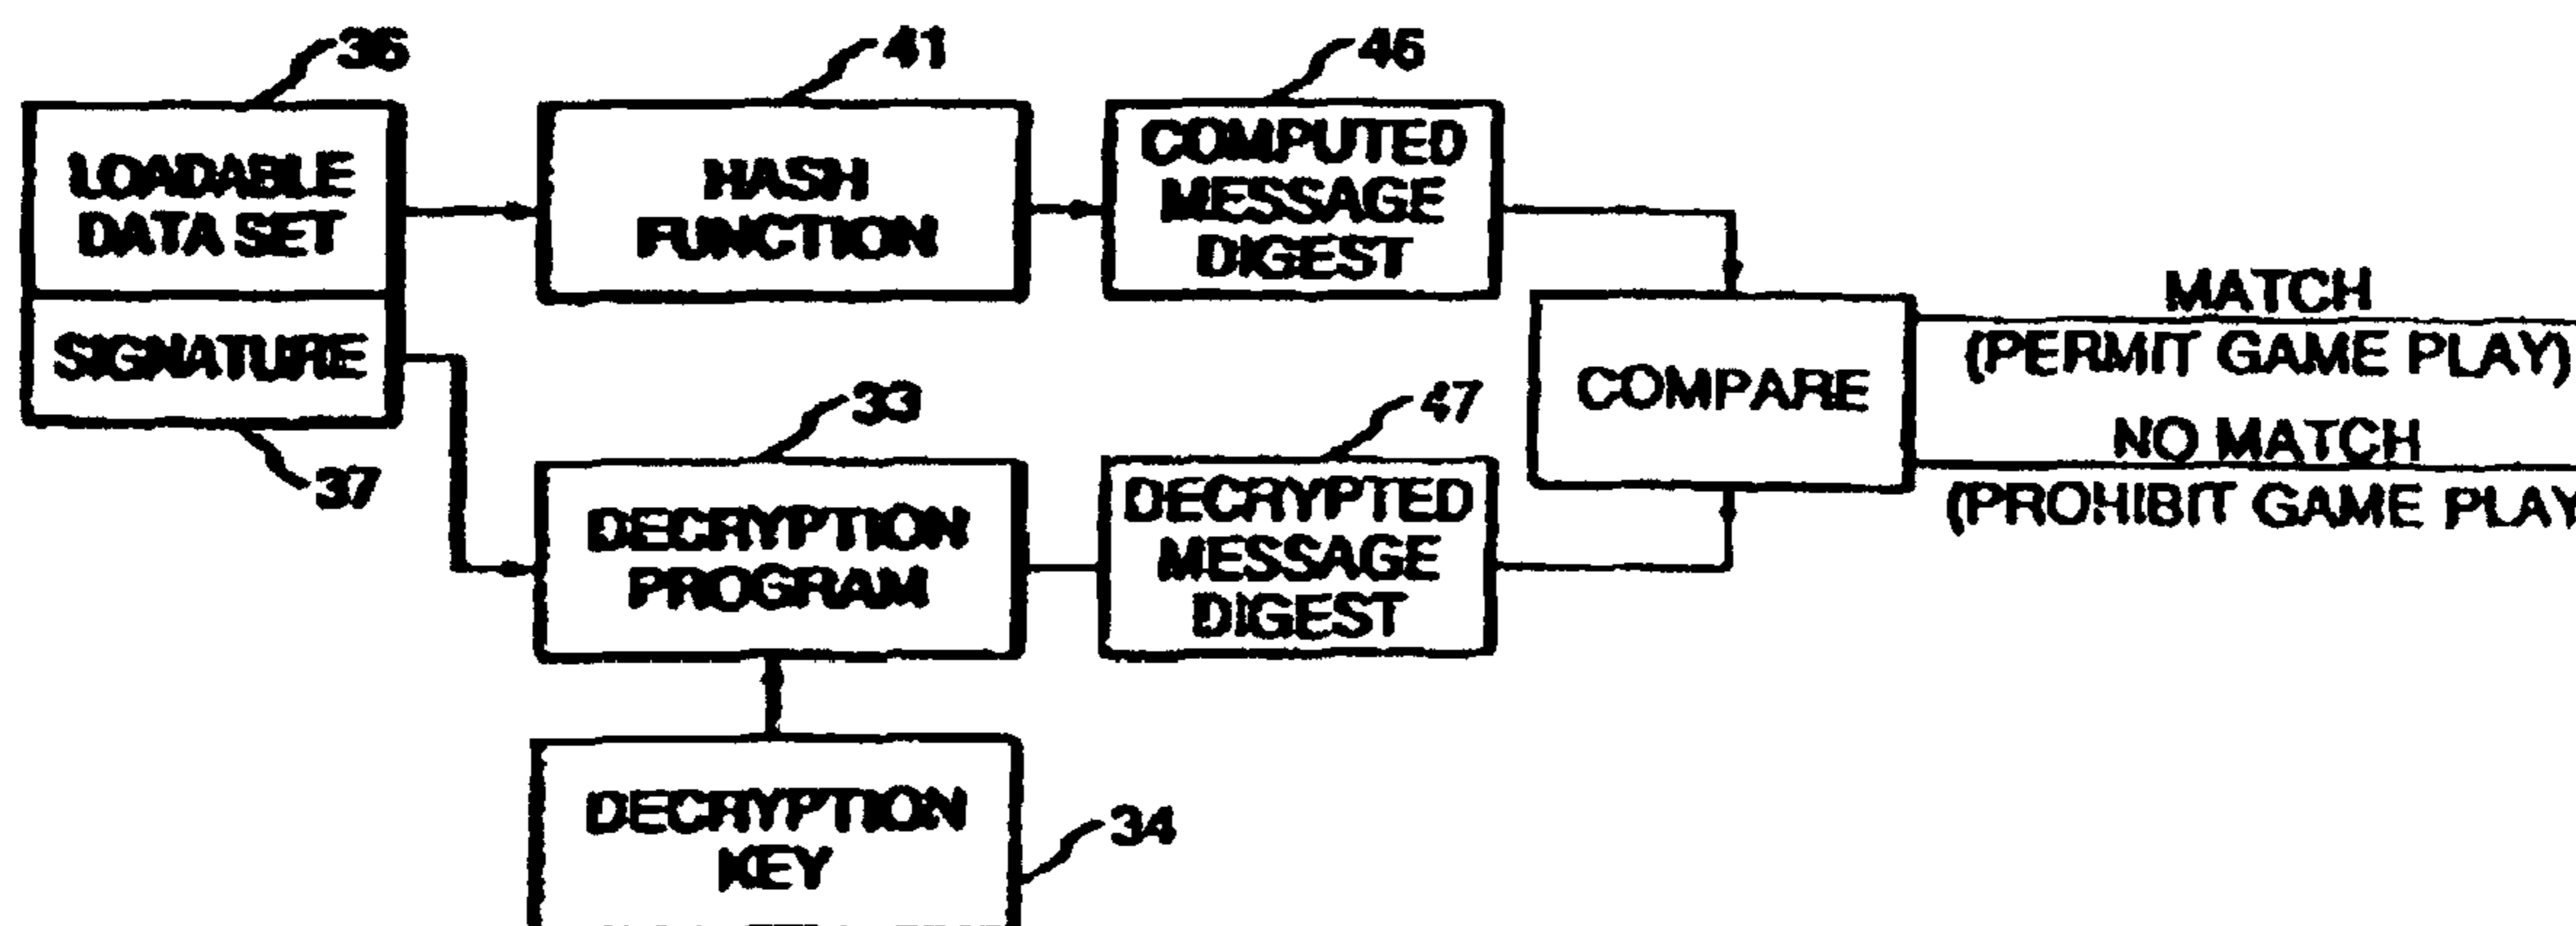 36
41
46
LOADABLE
DATA SET
HASH
FUNCTION
COMPUTED
MESSAGE
DIGEST
SIGNATURE
37
MATCH
(PERMIT GAME PLAY)
COMPARE
NO MATCH
(PROHIBIT GAME PLAY
33
47
DECRYPTION
PROGRAM
DECRYPTED
MESSAGE
DIGEST
DECRYPTION
KEY
34